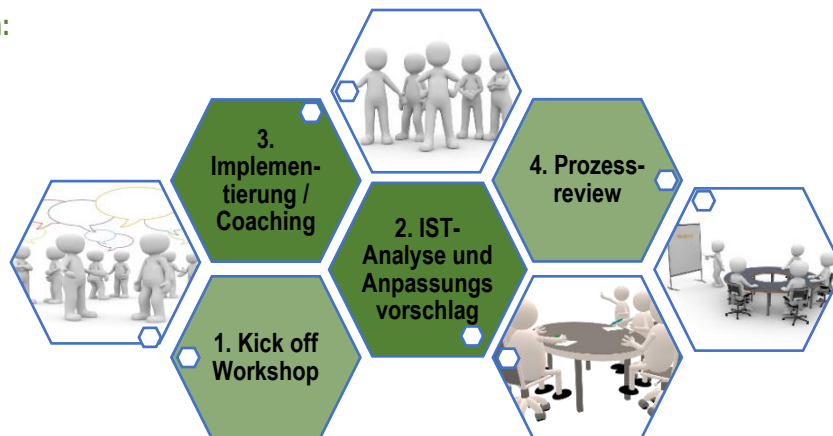 :
3.
Implemen-
tierung /
Coaching
4. Prozess-
review
2. IST-
Analyse und
Anpassungs
vorschlag
1. Kick off
Workshop